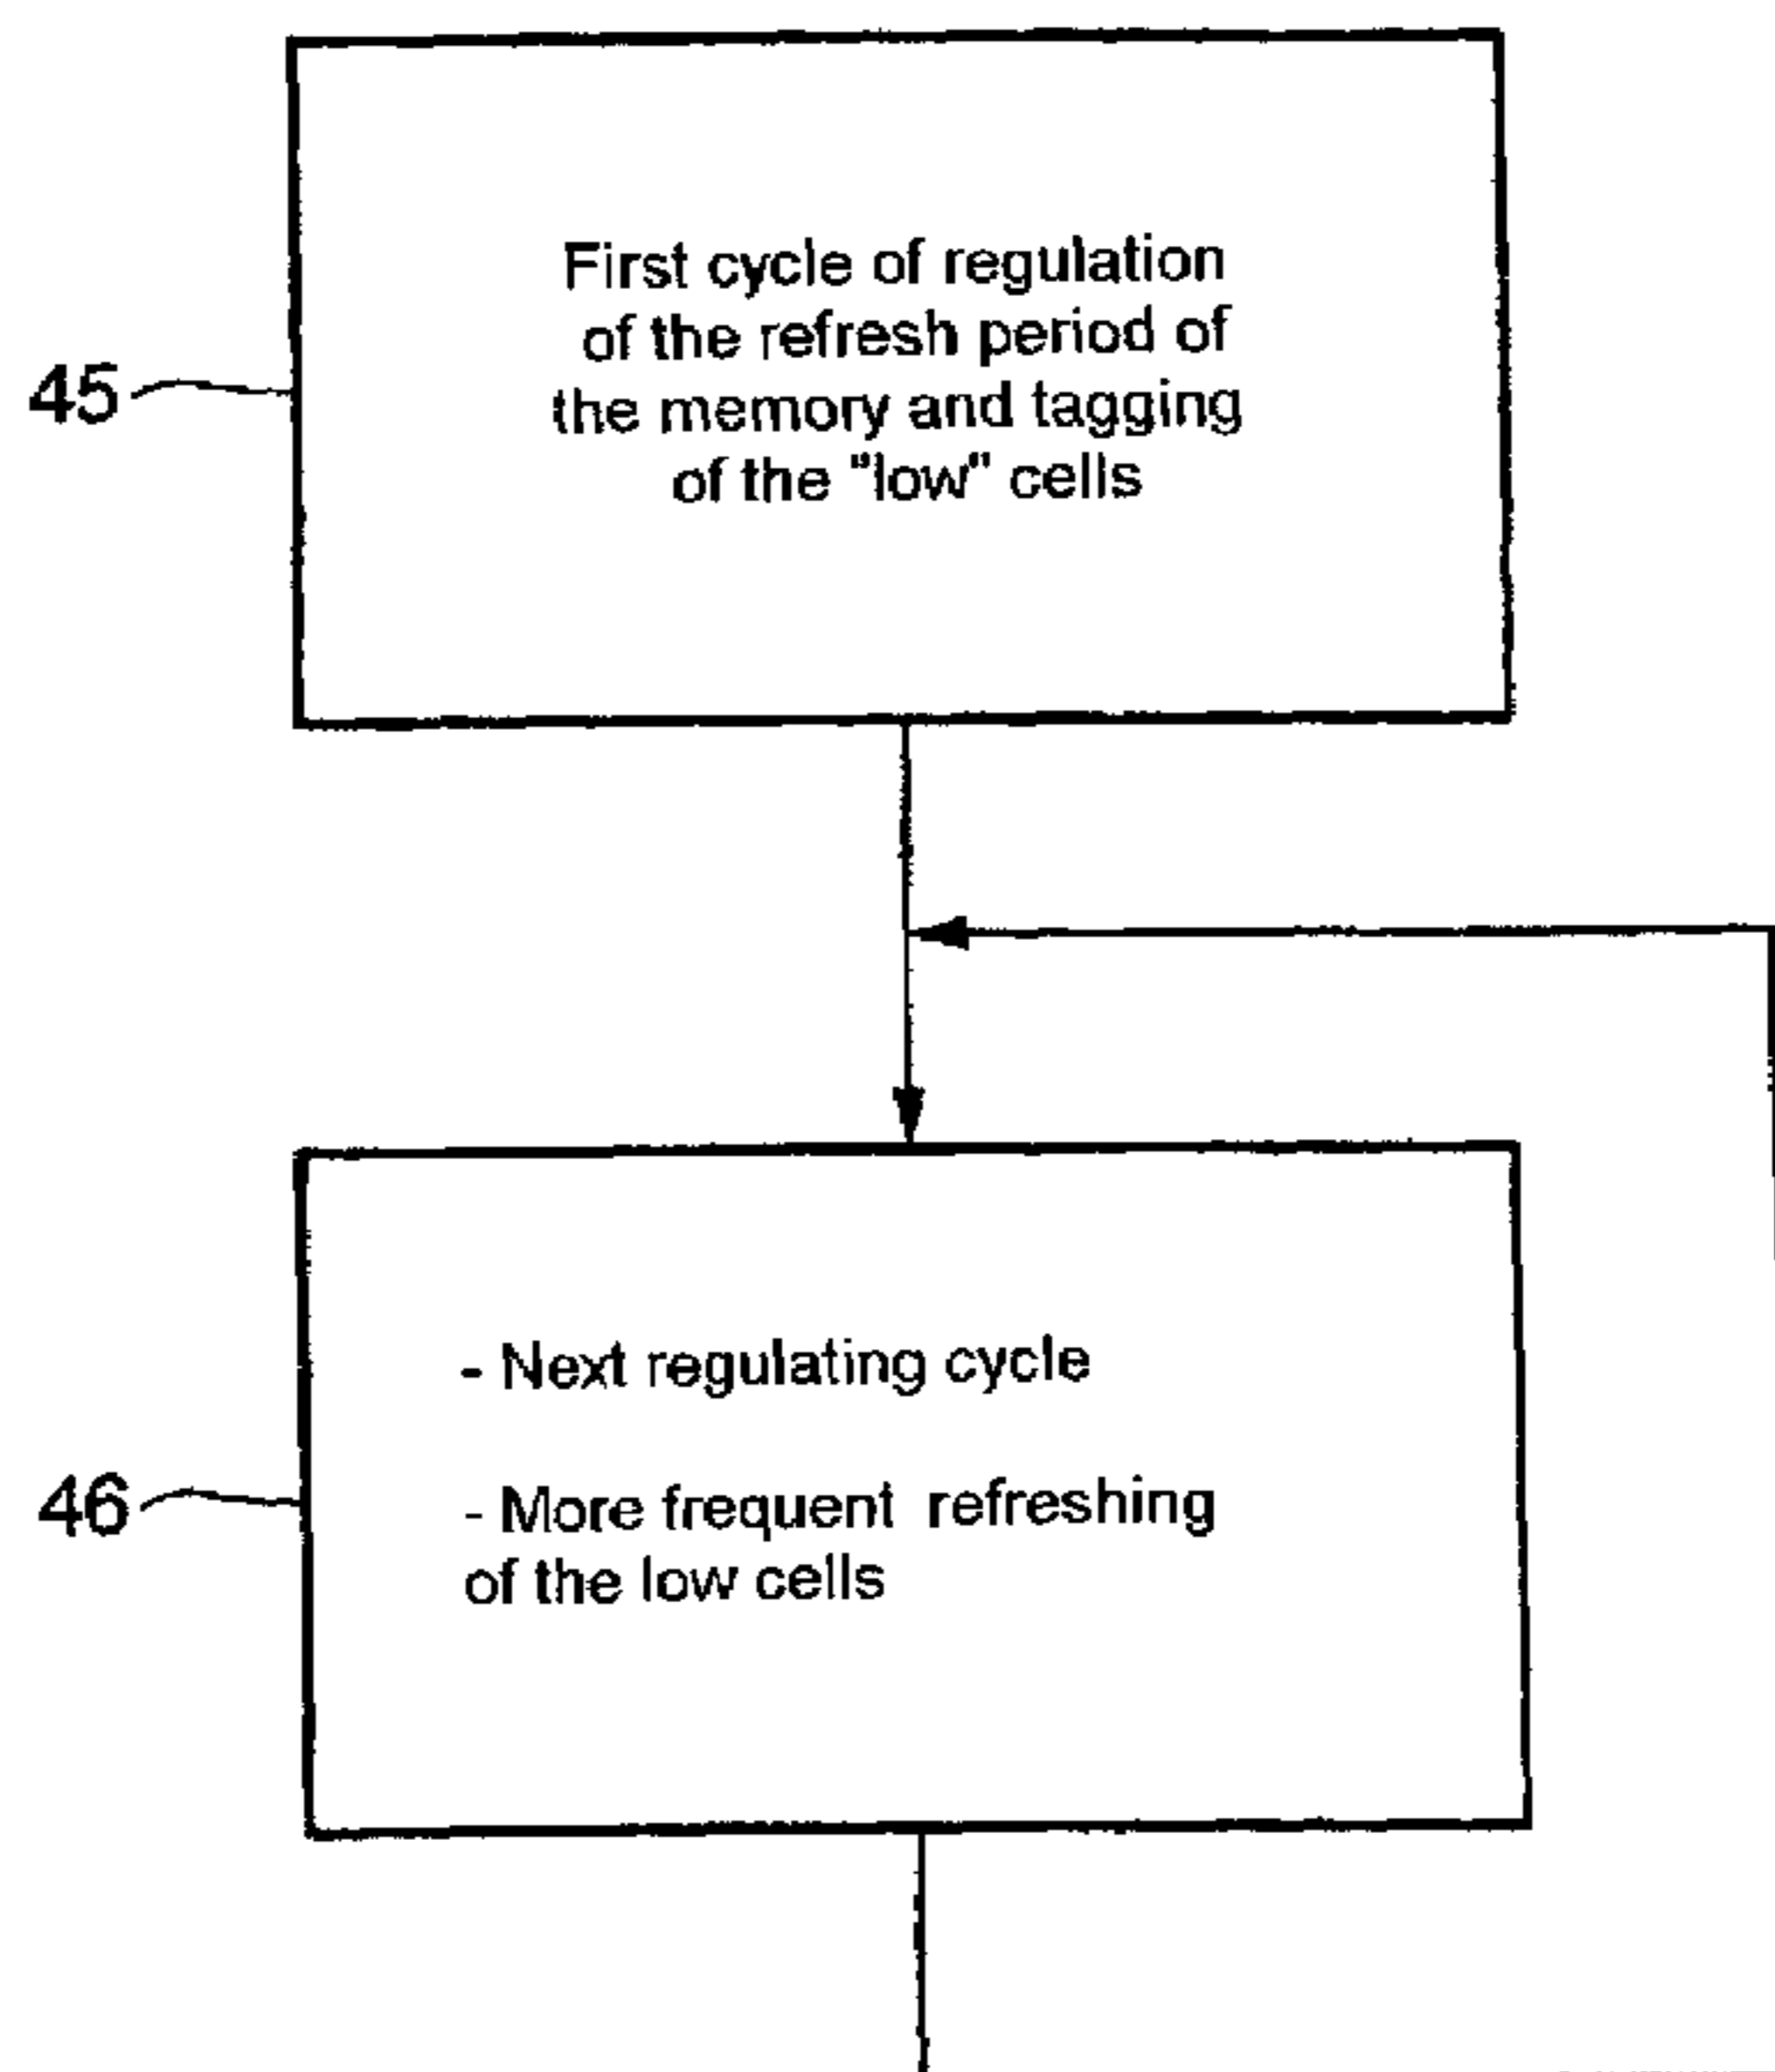 First cycle of regulation
of the refresh period of
the memory and tagging
of the "low" cells
45
- Next regulating cycle
- More frequent refreshing
of the low cells
46